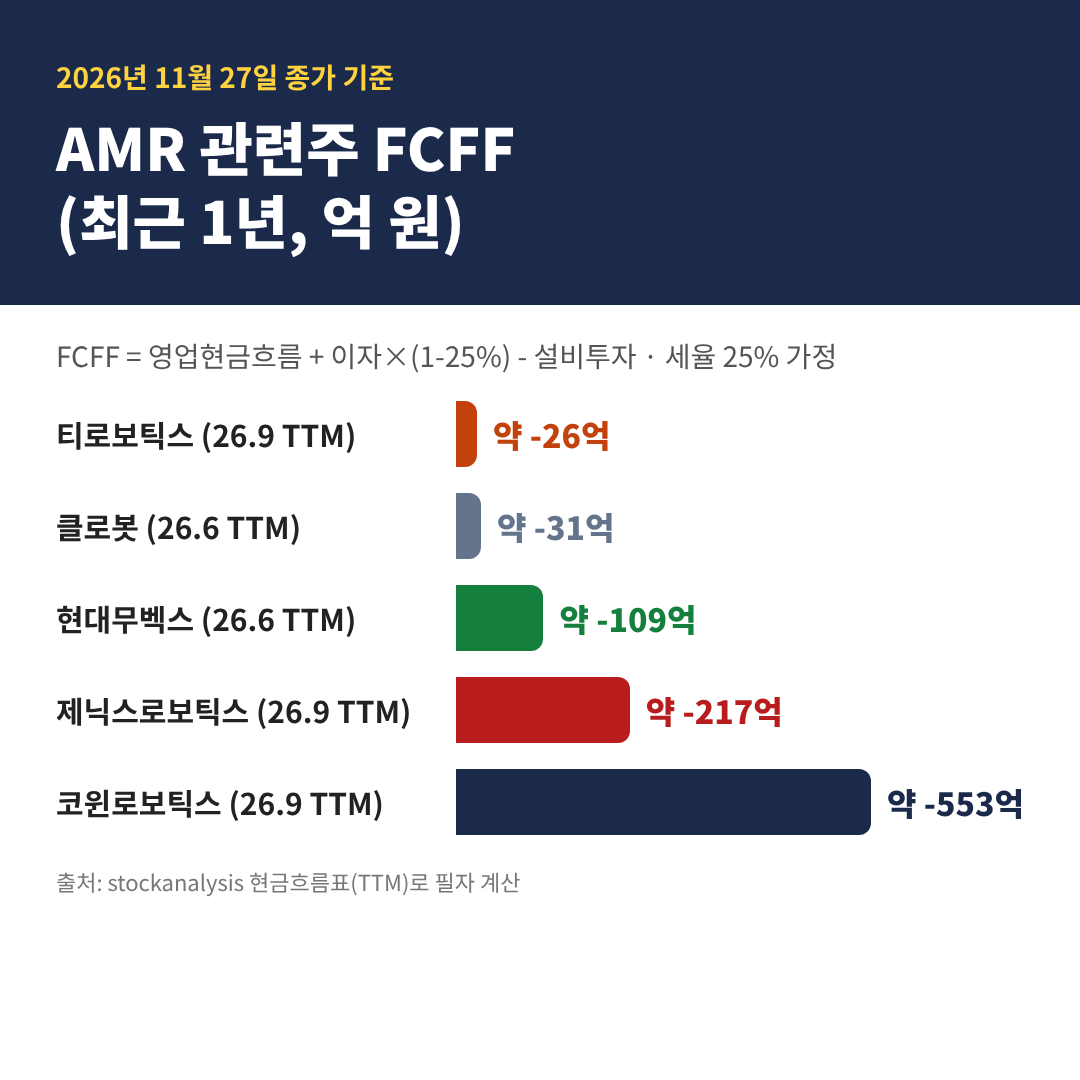 2026년 11월 27일 종가 기준
AMR 관련주 FCFF
(최근 1년, 억 원)
FCFF = 영업현금흐름 + 이자×(1-25%) - 설비투자 · 세율 25% 가정
티로보틱스 (26.9 TTM) 약 -26억
클로봇 (26.6 TTM) 약 -31억
현대무벡스 (26.6 TTM) 약 -109억
제닉스로보틱스 (26.9 TTM) 약 -217억
코윈로보틱스 (26.9 TTM) 약 -553억
출처: stockanalysis 현금흐름표(TTM)로 필자 계산